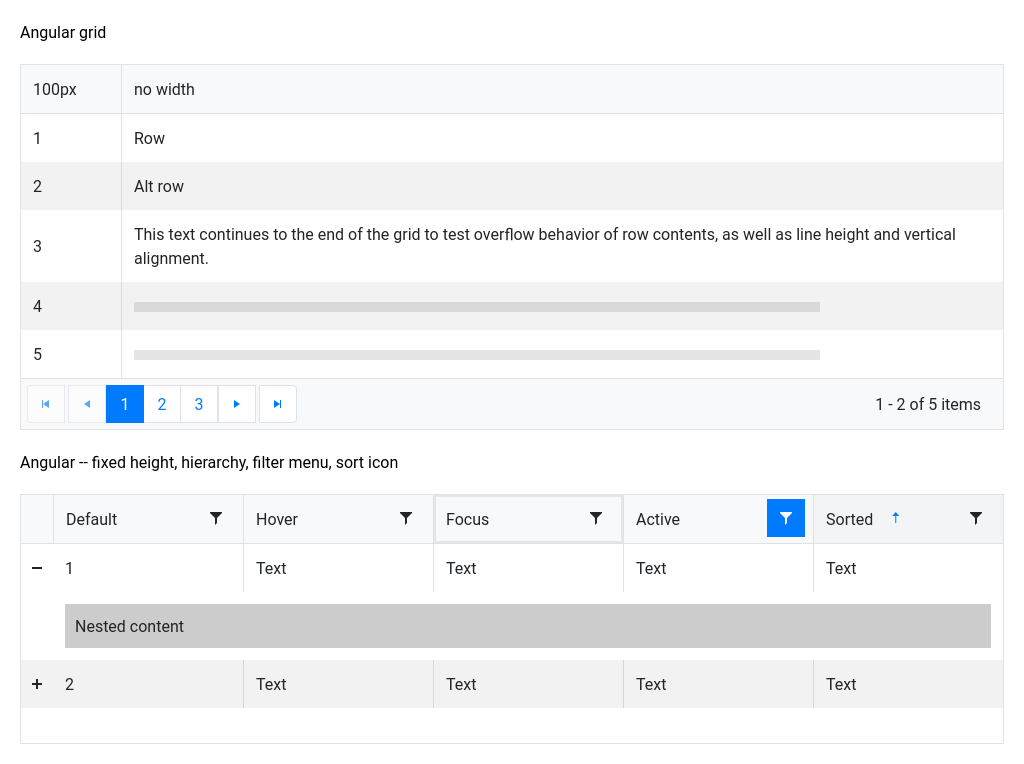 Angular grid
100px no width
1 Row
2 Alt row
3 This text continues to the end of the grid to test overflow behavior of row contents, as well as line height and vertical
alignment.
4
5
1 2 3 1 - 2 of 5 items
Angular -- fixed height, hierarchy, filter menu, sort icon
Default Hover Focus Active Sorted
1 Text Text Text Text
Nested content
2 Text Text Text Text